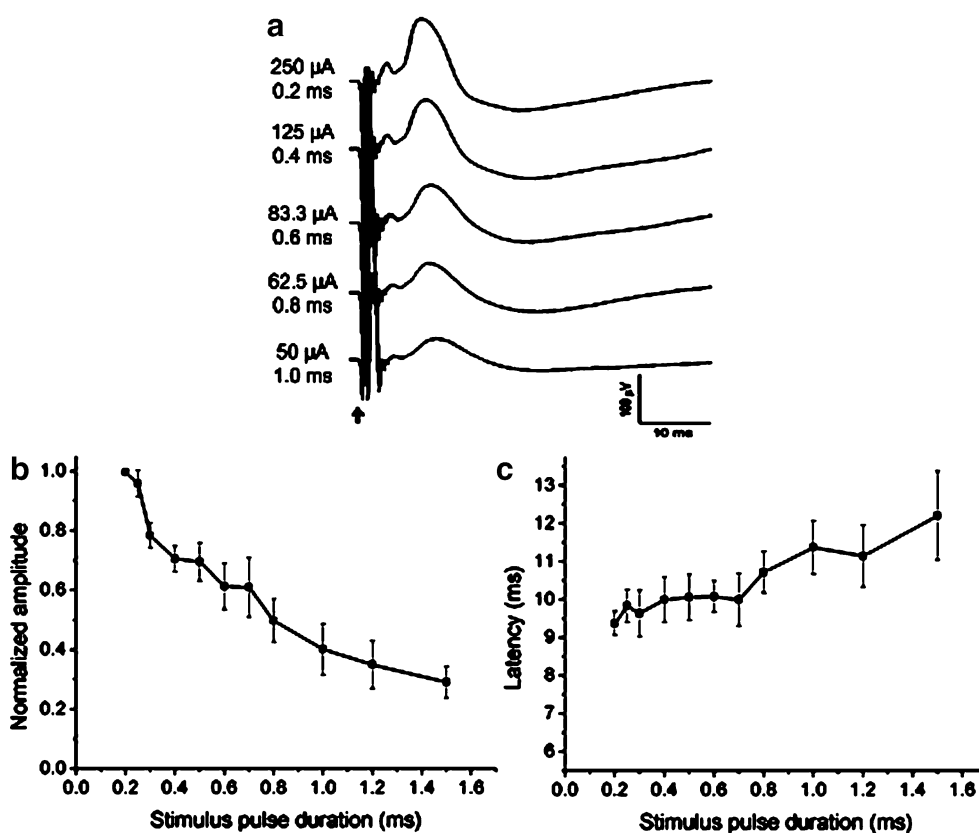 a
250 µA
0.2 ms
125 µA
0.4 ms
83.3 µA
0.6 ms
62.5 µA
0.8 ms
50 µA
1.0 ms
100 µV
10 ms
b
1.0
0.8
0.6
0.4
0.2
0.0
Normalized amplitude
0.0 0.2 0.4 0.6 0.8 1.0 1.2 1.4 1.6
Stimulus pulse duration (ms)
c
13
12
11
10
9
8
7
6
Latency (ms)
0.0 0.2 0.4 0.6 0.8 1.0 1.2 1.4 1.6
Stimulus pulse duration (ms)